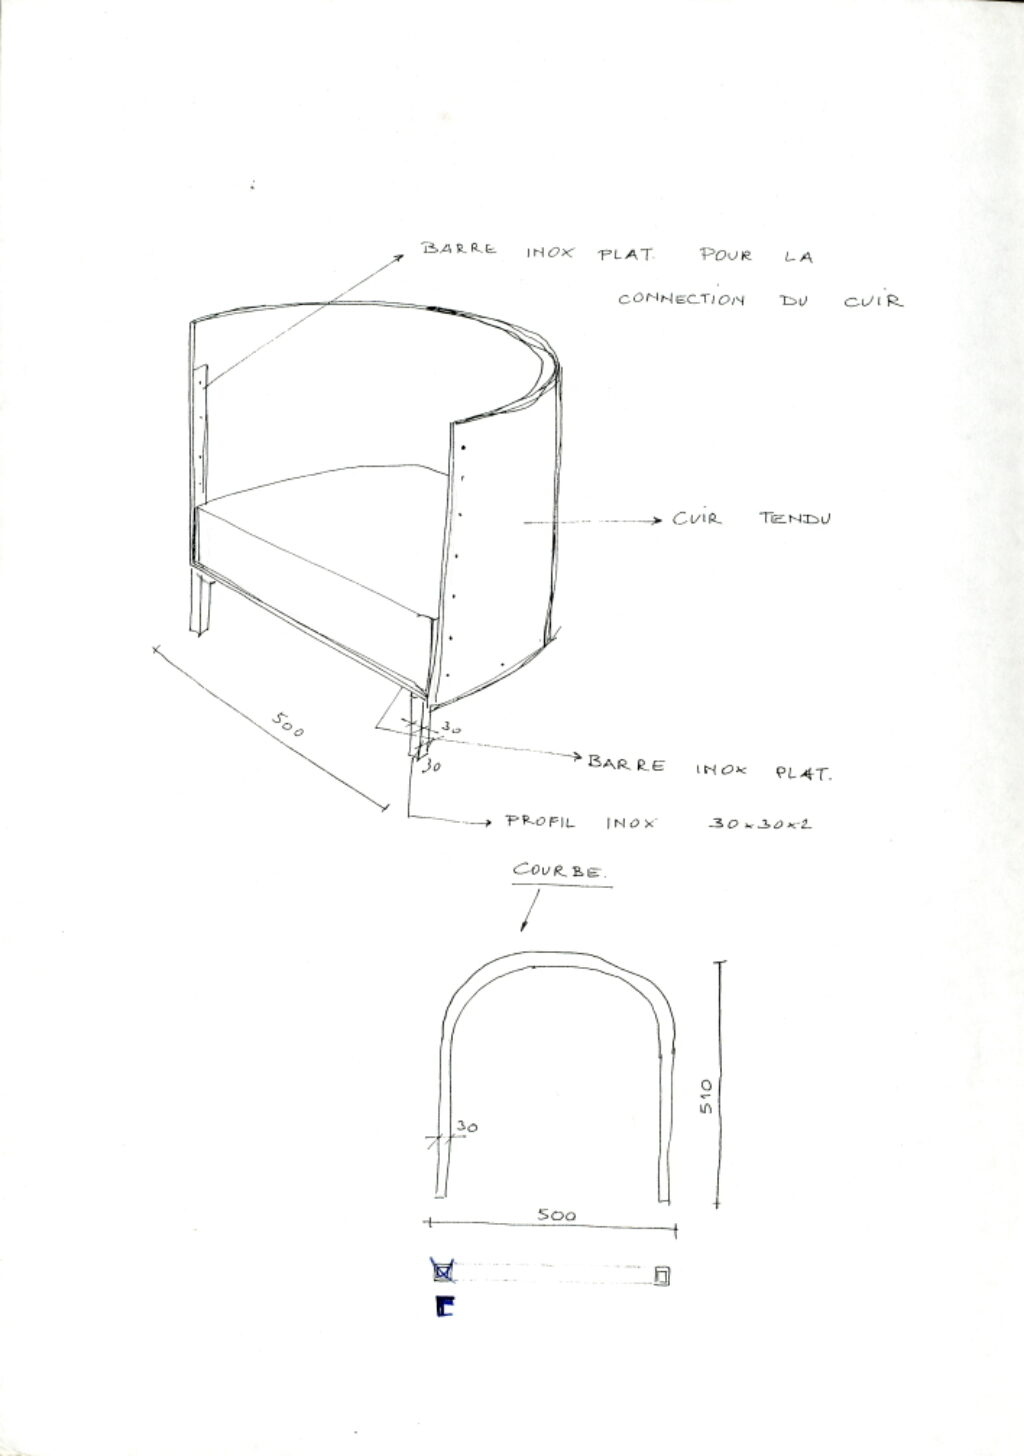 BARRE INOX PLAT. POUR LA
CONNECTION DU CUIR
CUIR TENDU
500
30
30
BARRE INOX PLAT.
PROFIL INOX 30x30x2
COURBE.
510
30
500